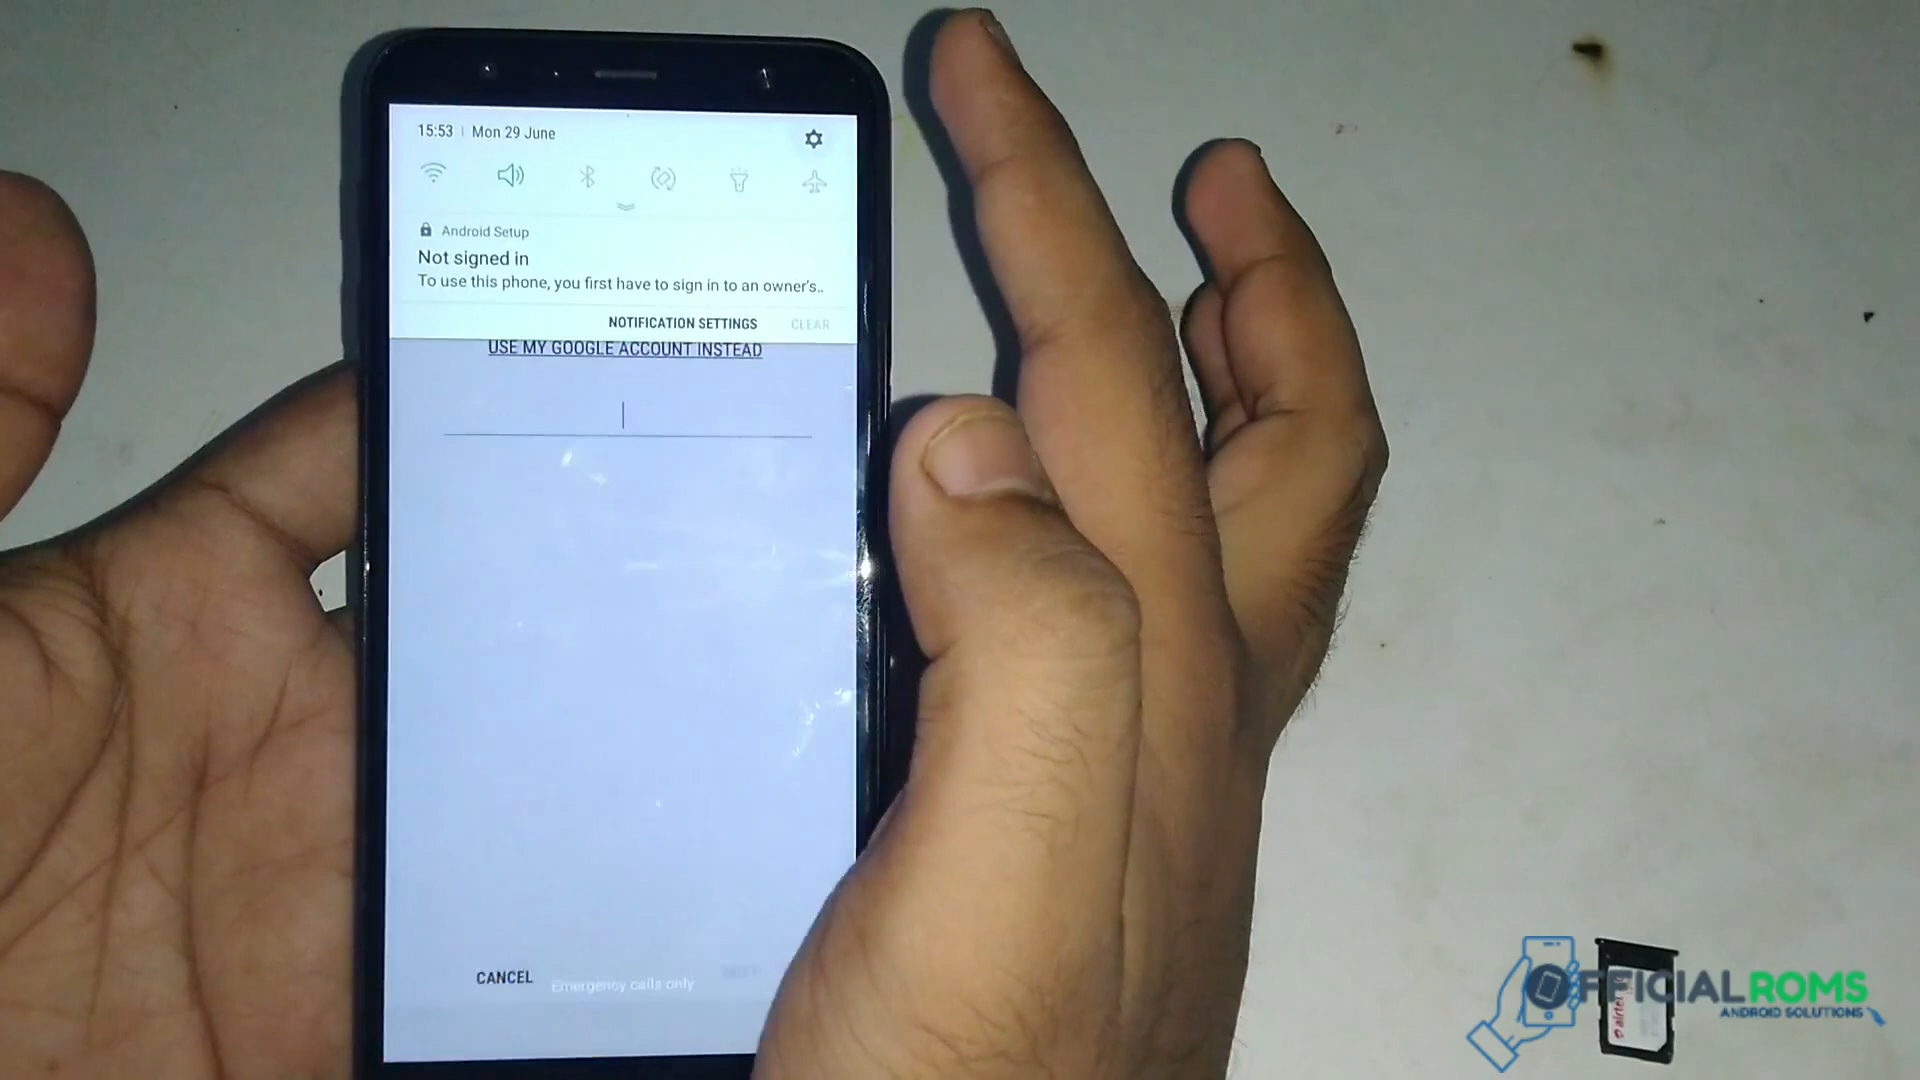 15:53 | Mon 29 June
Android Setup
Not signed in
To use this phone, you first have to sign in to an owner's..
NOTIFICATION SETTINGS CLEAR
USE MY GOOGLE ACCOUNT INSTEAD
CANCEL
Emergency calls only
NEXT
OFFICIALROMS
ANDROID SOLUTIONS
airtel